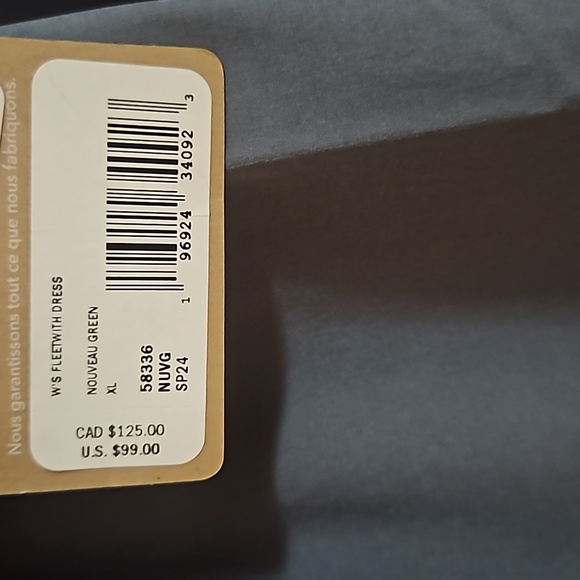 Nous garantissons tout ce que nous fabriquons.
W'S FLEETWITH DRESS
NOUVEAU GREEN
XL
58336
NUVG
SP24
1 96924 34092 3
CAD $125.00
U.S. $99.00